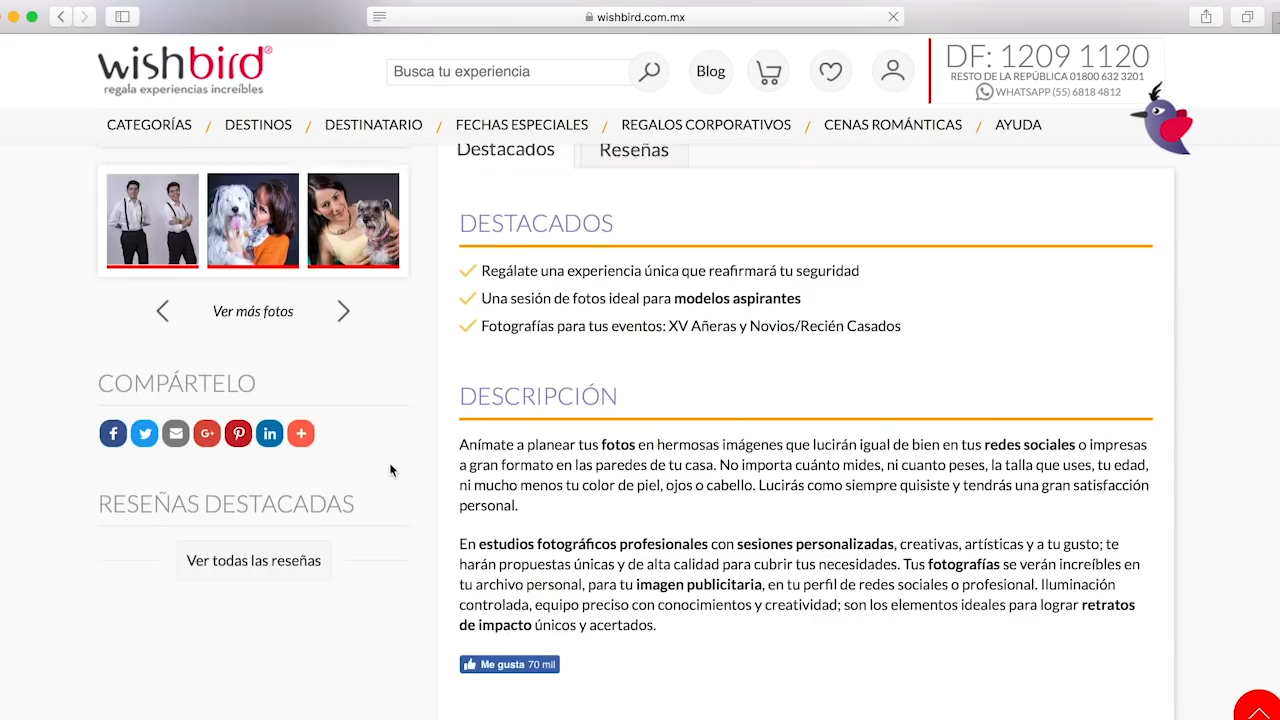 wishbird.com.mx
wishbird®
regala experiencias increíbles
Busca tu experiencia
Blog
DF: 1209 1120
RESTO DE LA REPÚBLICA 01800 632 3201
WHATSAPP (55) 6818 4812
CATEGORÍAS / DESTINOS / DESTINATARIO / FECHAS ESPECIALES / REGALOS CORPORATIVOS / CENAS ROMÁNTICAS / AYUDA
Destacados
Reseñas
Ver más fotos
COMPÁRTELO
RESEÑAS DESTACADAS
Ver todas las reseñas
DESTACADOS
Regálate una experiencia única que reafirmará tu seguridad
Una sesión de fotos ideal para modelos aspirantes
Fotografías para tus eventos: XV Añeras y Novios/Recién Casados
DESCRIPCIÓN
Anímate a planear tus fotos en hermosas imágenes que lucirán igual de bien en tus redes sociales o impresas
a gran formato en las paredes de tu casa. No importa cuánto mides, ni cuanto peses, la talla que uses, tu edad,
ni mucho menos tu color de piel, ojos o cabello. Lucirás como siempre quisiste y tendrás una gran satisfacción
personal.
En estudios fotográficos profesionales con sesiones personalizadas, creativas, artísticas y a tu gusto; te
harán propuestas únicas y de alta calidad para cubrir tus necesidades. Tus fotografías se verán increíbles en
tu archivo personal, para tu imagen publicitaria, en tu perfil de redes sociales o profesional. Iluminación
controlada, equipo preciso con conocimientos y creatividad; son los elementos ideales para lograr retratos
de impacto únicos y acertados.
Me gusta 70 mil